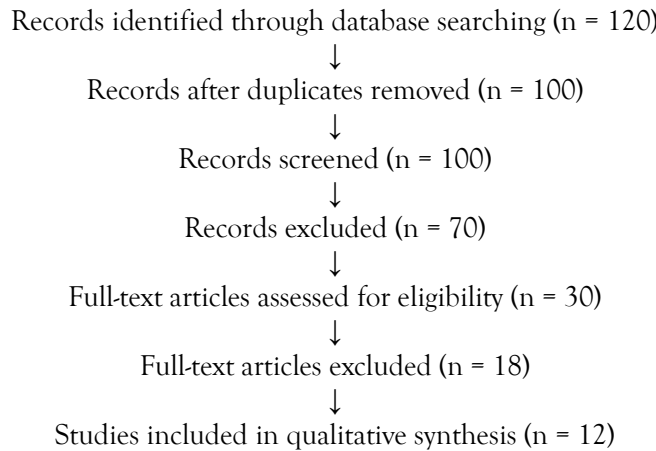 Records identified through database searching (n = 120)
↓
Records after duplicates removed (n = 100)
↓
Records screened (n = 100)
↓
Records excluded (n = 70)
↓
Full-text articles assessed for eligibility (n = 30)
↓
Full-text articles excluded (n = 18)
↓
Studies included in qualitative synthesis (n = 12)